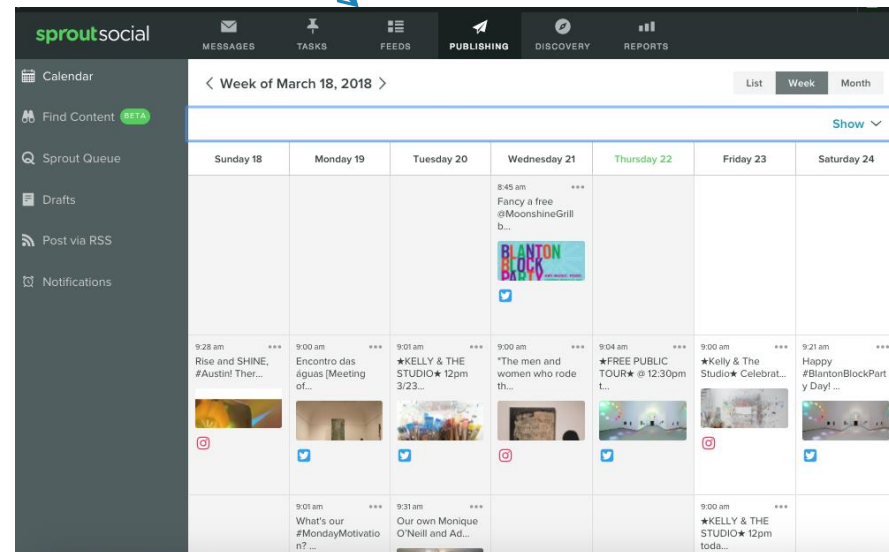 sproutsocial
MESSAGES
TASKS
FEEDS
PUBLISHING
DISCOVERY
REPORTS
Calendar
Find Content BETA
Sprout Queue
Drafts
Post via RSS
Notifications
< Week of March 18, 2018 >
List
Week
Month
Show
Sunday 18
Monday 19
Tuesday 20
Wednesday 21
Thursday 22
Friday 23
Saturday 24
8:45 am
Fancy a free
@MoonshineGrill
b...
BLANTON
BLOCK
PARTY
9:28 am
Rise and SHINE,
#Austin! Ther...
9:00 am
Encontro das
águas [Meeting
of...
9:01 am
★KELLY & THE
STUDIO★ 12pm
3/23...
9:00 am
"The men and
women who rode
th...
9:04 am
★FREE PUBLIC
TOUR★ @ 12:30pm
t...
9:00 am
★Kelly & The
Studio★ Celebrat...
9:21 am
Happy
#BlantonBlockPart
y Day! ...
9:01 am
What's our
#MondayMotivatio
n? ...
9:31 am
Our own Monique
O'Neill and Ad...
9:00 am
★KELLY & THE
STUDIO★ 12pm
toda...